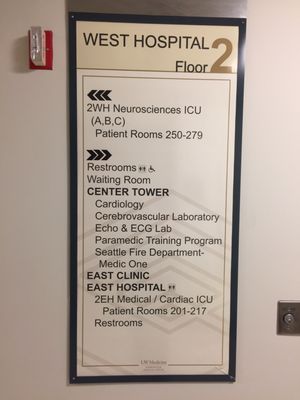 WEST HOSPITAL 2
Floor
2WH Neurosciences ICU
(A,B,C)
Patient Rooms 250-279
Restrooms
Waiting Room
CENTER TOWER
Cardiology
Cerebrovascular Laboratory
Echo & ECG Lab
Paramedic Training Program
Seattle Fire Department-
Medic One
EAST CLINIC
EAST HOSPITAL
2EH Medical / Cardiac ICU
Patient Rooms 201-217
Restrooms
UW Medicine